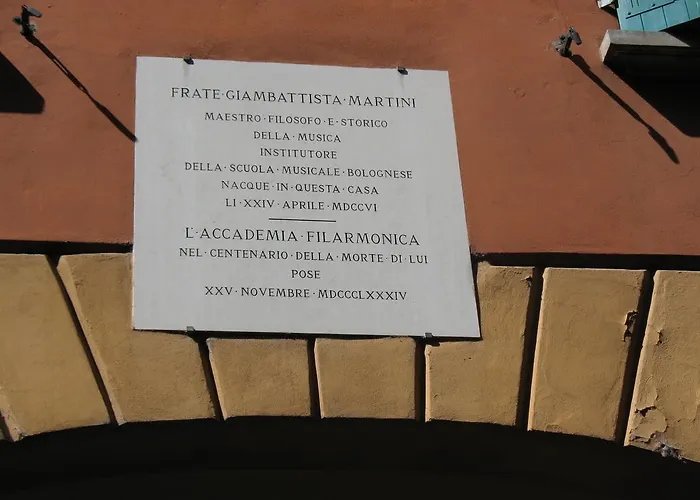 FRATE·GIAMBATTISTA·MARTINI
MAESTRO·FILOSOFO·E·STORICO
DELLA·MUSICA
INSTITUTORE
DELLA·SCUOLA·MUSICALE·BOLOGNESE
NACQUE·IN·QUESTA·CASA
LI·XXIV·APRILE·MDCCVI
L'ACCADEMIA·FILARMONICA
NEL·CENTENARIO·DELLA·MORTE·DI·LUI
POSE
XXV·NOVEMBRE·MDCCCLXXXIV